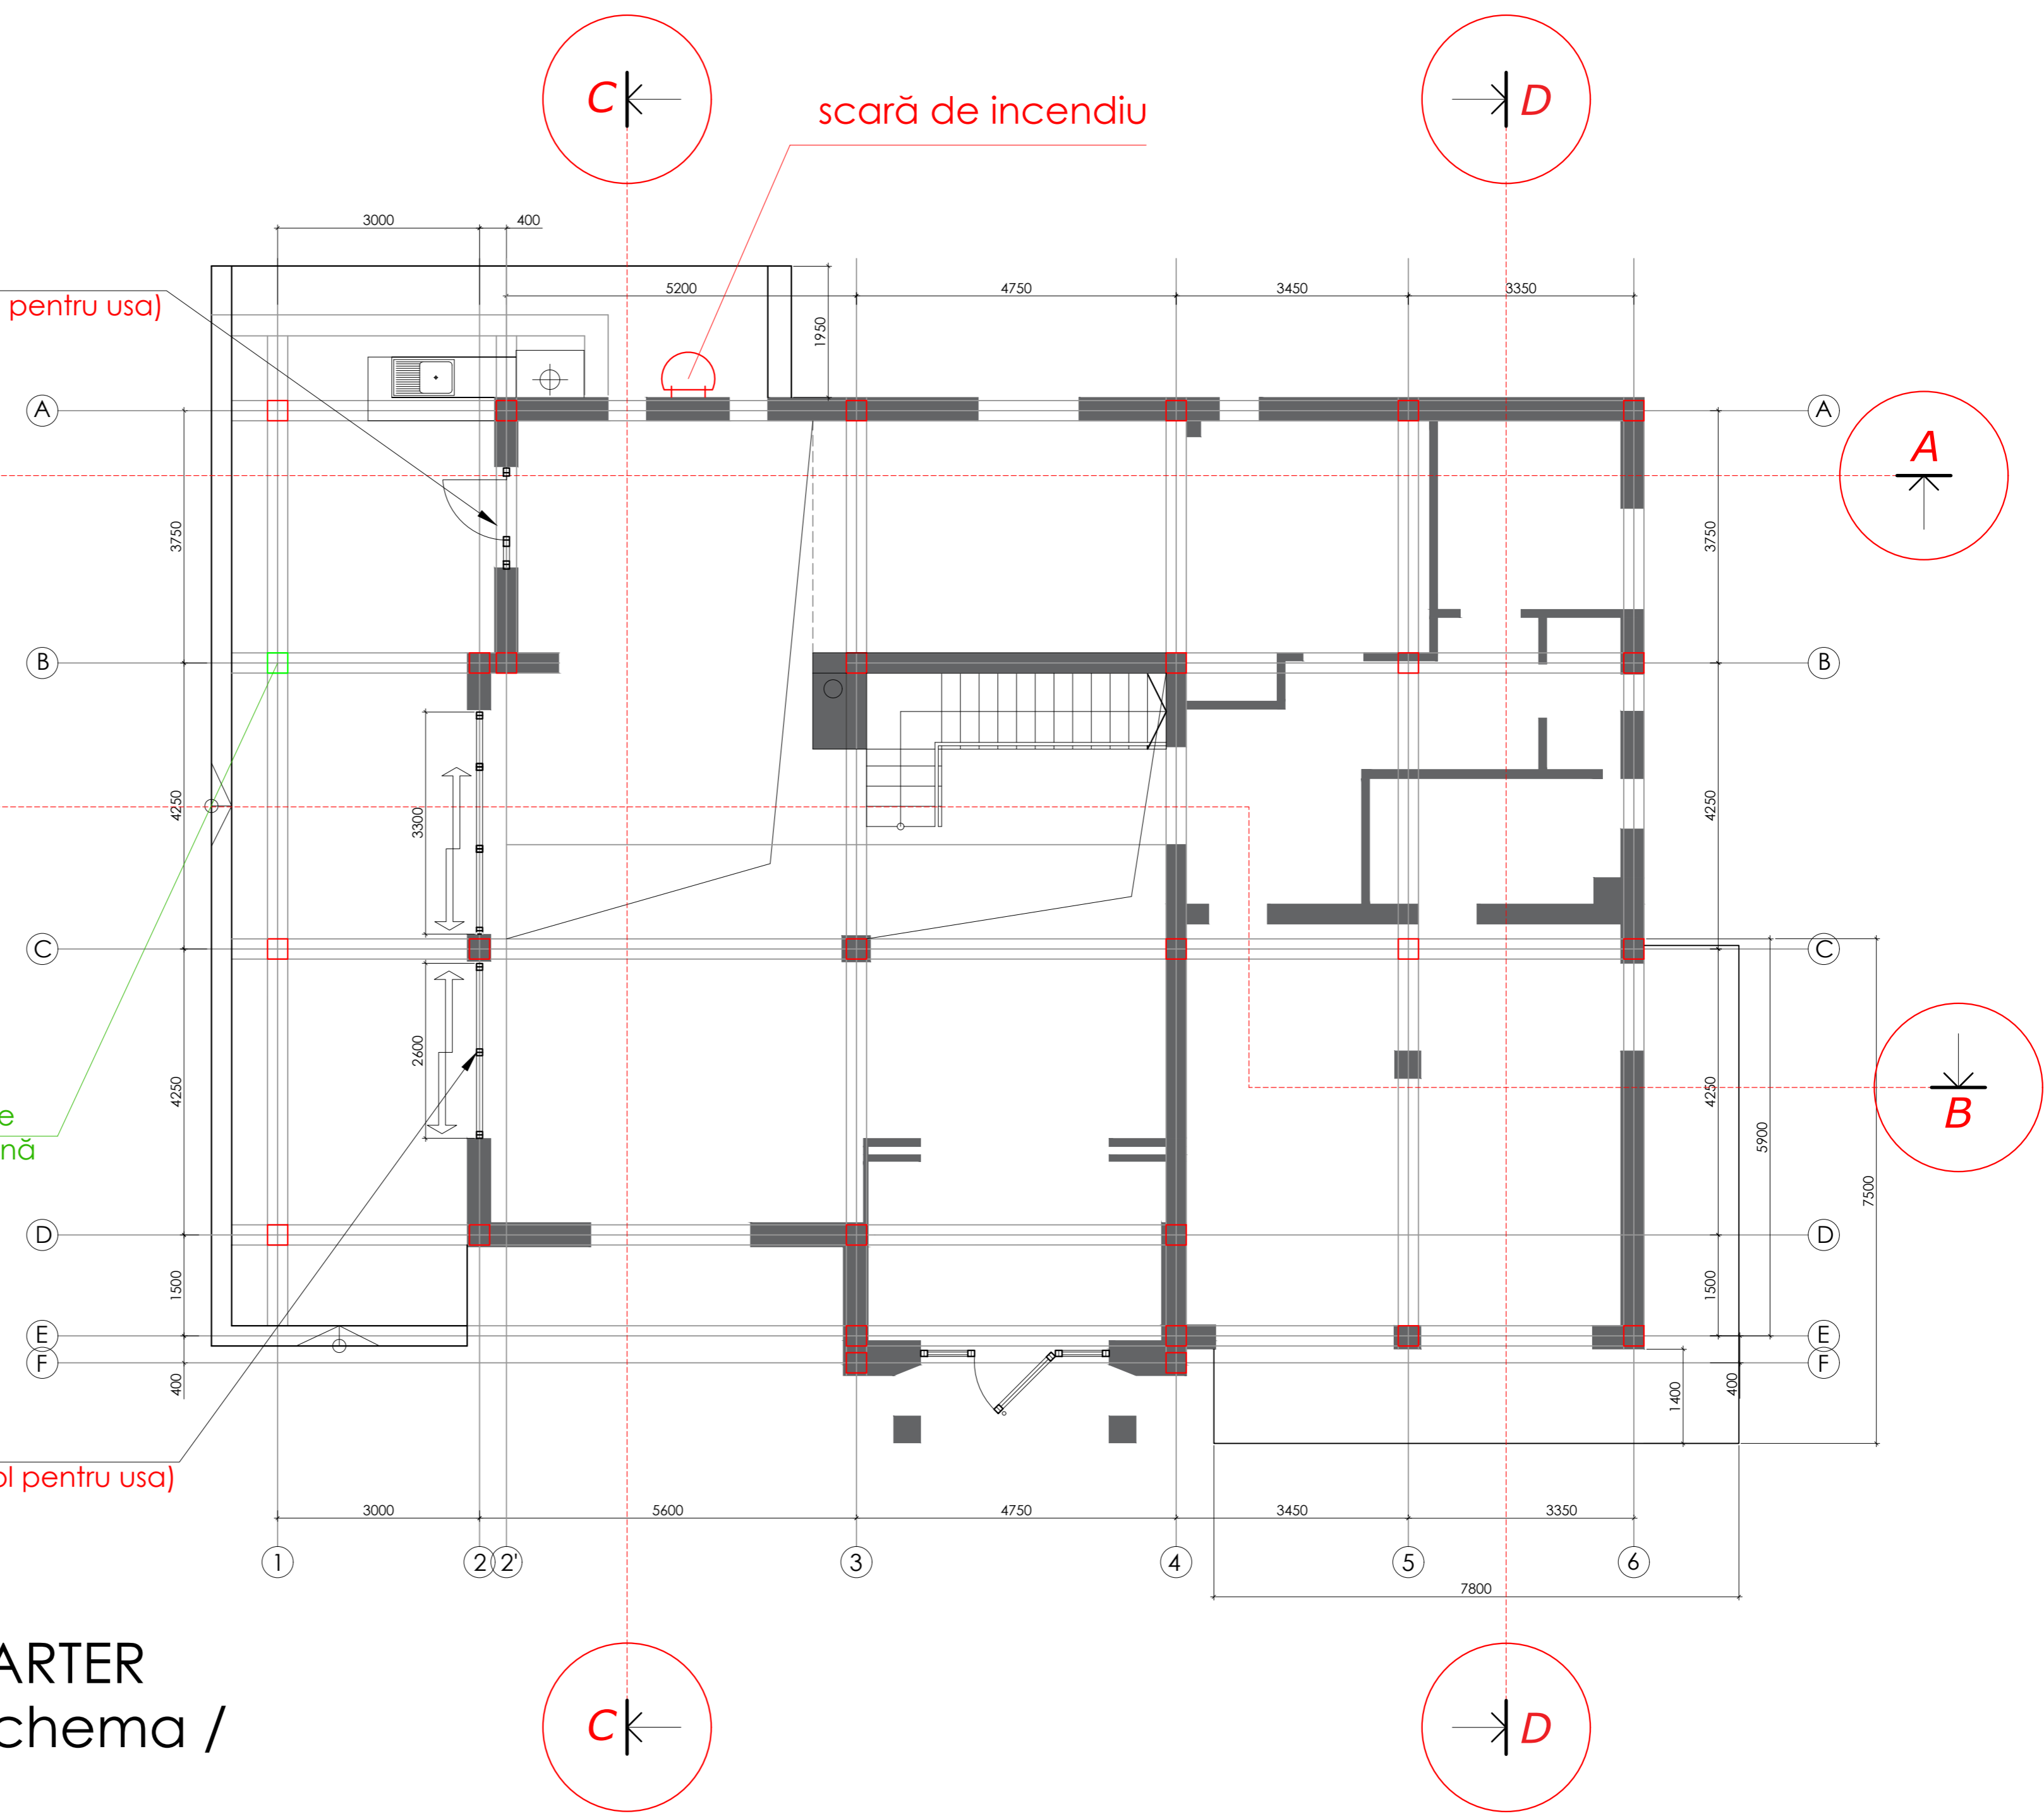 C
D
scară de incendiu
3000
400
5200
4750
3450
3350
pentru usa)
1950
A
A
A
3750
3750
B
B
4250
3300
4250
C
C
4250
2600
4250
5900
7500
B
e
nă
D
D
1500
1500
E
E
F
F
400
1400
400
ol pentru usa)
3000
5600
4750
3450
3350
1
2
2'
3
4
5
6
7800
ARTER
chema /
C
D